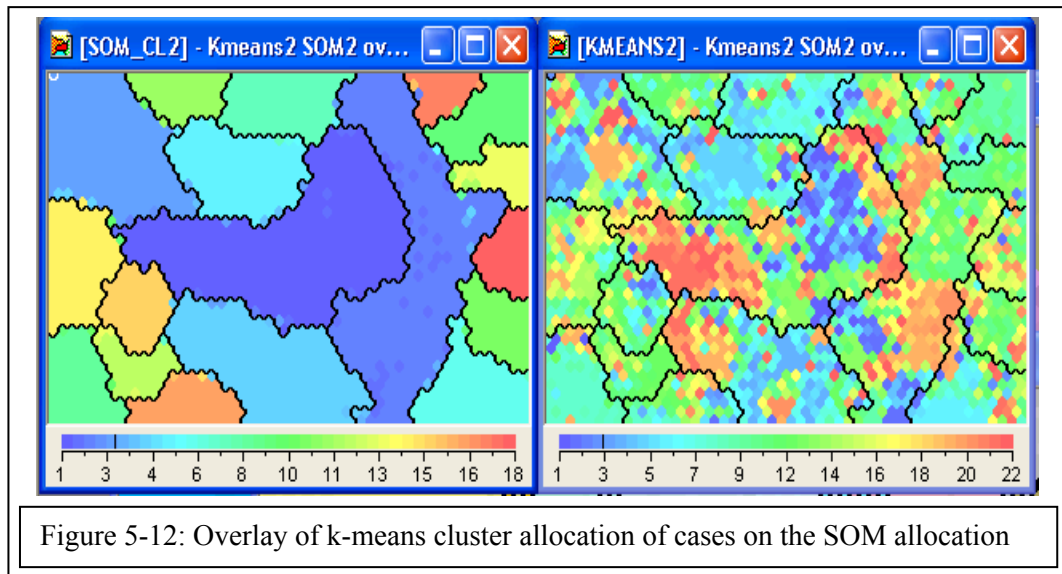 [SOM_CL2] - Kmeans2 SOM2 ov...
[KMEANS2] - Kmeans2 SOM2 ov...
1 3 4 6 8 10 11 13 15 16 18
1 3 5 7 9 12 14 16 18 20 22
Figure 5-12: Overlay of k-means cluster allocation of cases on the SOM allocation